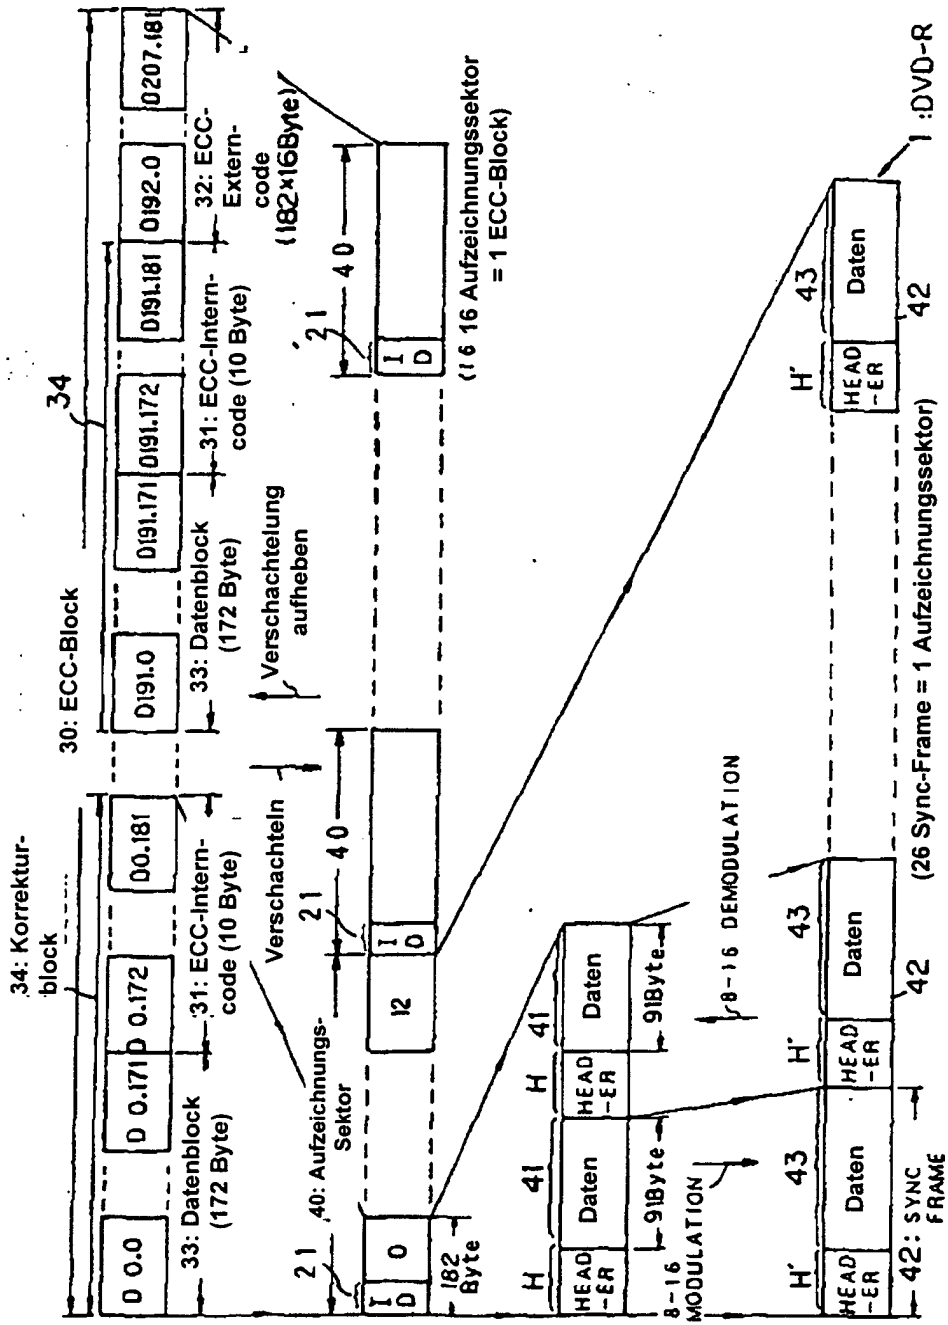 30: ECC-Block
34: Korrektur-
block
34
D 0.0
D 0.171
D 0.172
D0.181
D191.0
D191.171
D191.172
D191.181
D192.0
D207.181
33: Datenblock
(172 Byte)
31: ECC-Intern-
code (10 Byte)
33: Datenblock
(172 Byte)
31: ECC-Intern-
code (10 Byte)
32: ECC-
Extern-
code
(182×16Byte)
Verschachteln
Verschachtelung
aufheben
40: Aufzeichnungs-
Sektor
21
I
D
0
12
21
40
I
D
21
40
I
D
182
Byte
(16 16 Aufzeichnungssektor
= 1 ECC-Block)
H
41
H
41
HEAD
-ER
Daten
HEAD
-ER
Daten
91Byte
91Byte
8-16
MODULATION
8-16 DEMODULATION
H'
43
H'
43
H'
43
HEAD
-ER
Daten
HEAD
-ER
Daten
HEAD
-ER
Daten
42: SYNC
FRAME
42
42
(26 Sync-Frame = 1 Aufzeichnungssektor)
1 :DVD-R